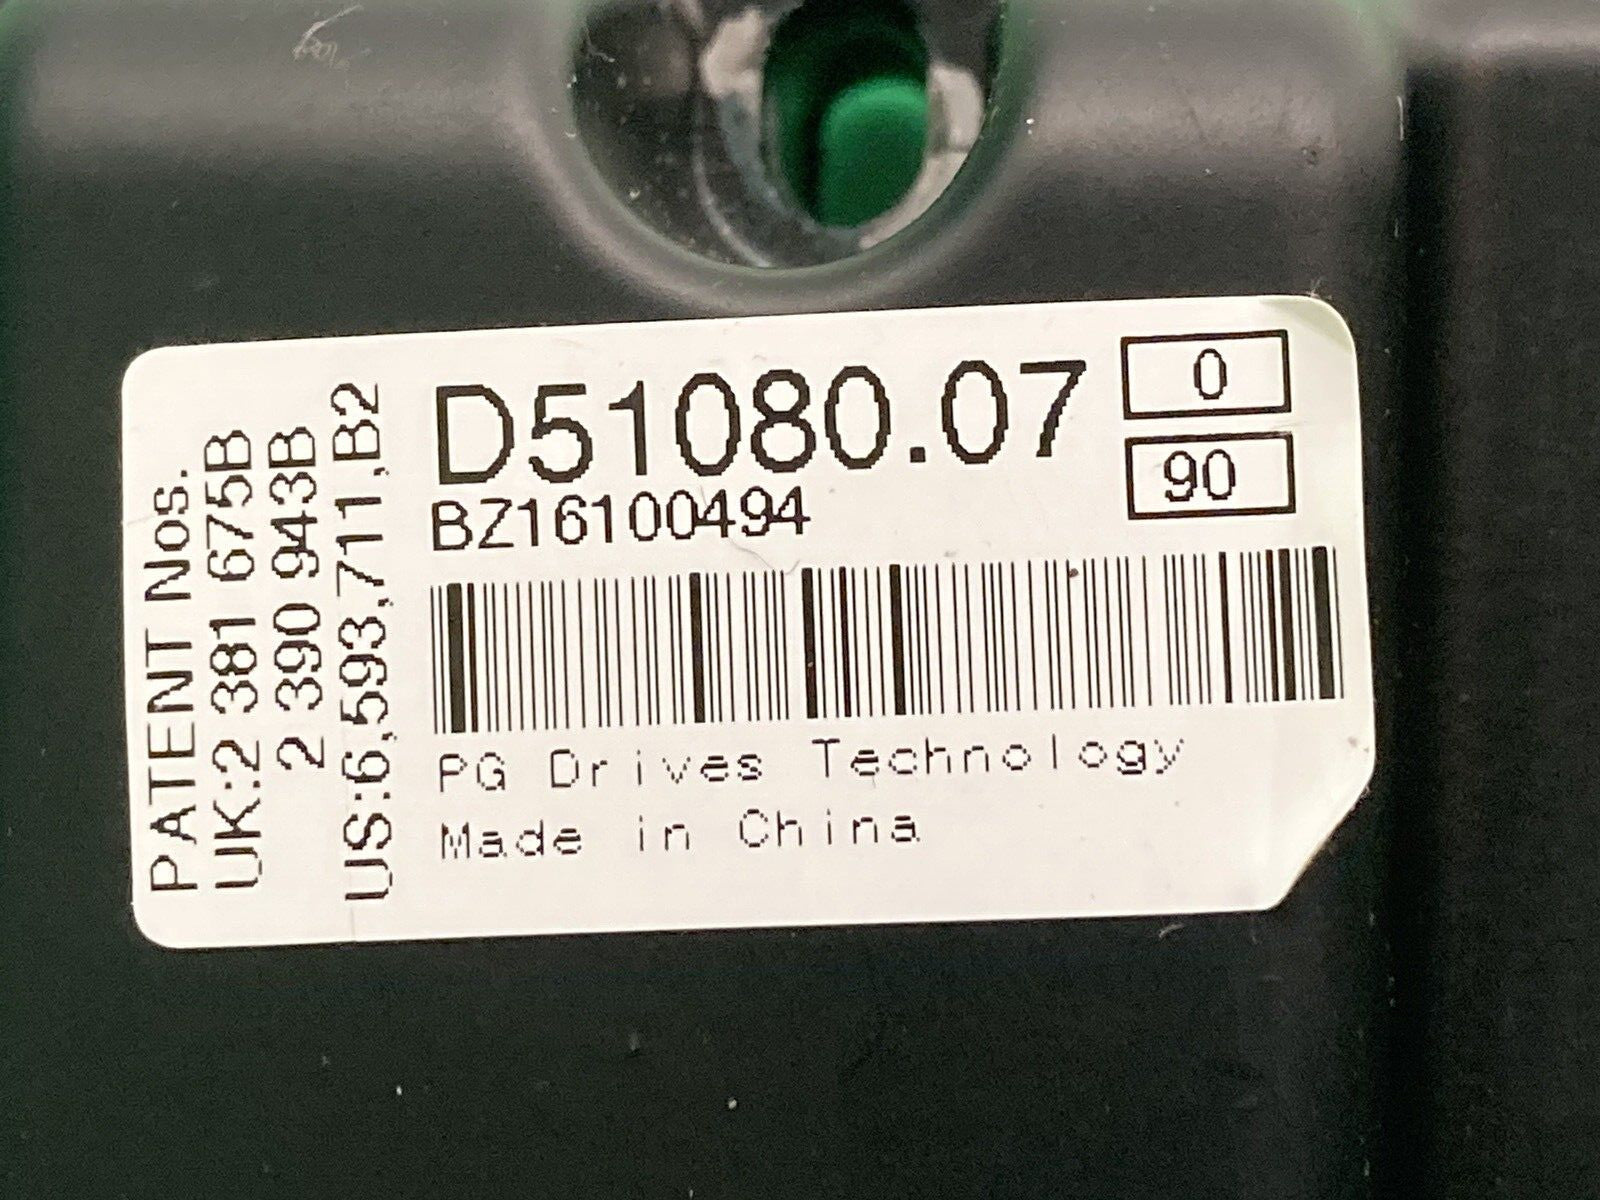 PATENT Nos.
UK:2 381 675B
2 390 943B
US:6,593,711,B2
D51080.07
0
90
BZ16100494
PG Drives Technology
Made in China